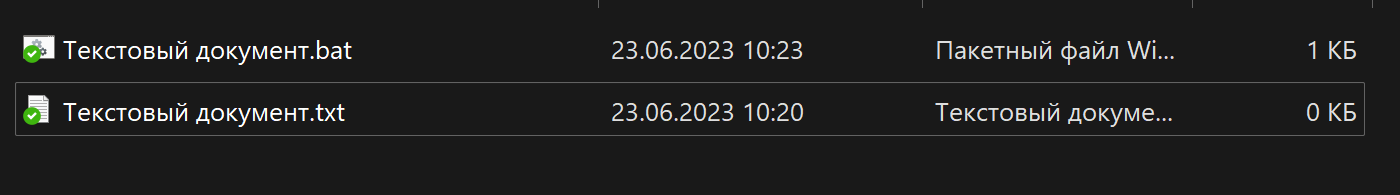 Текстовый документ.bat 23.06.2023 10:23 Пакетный файл Wi... 1 КБ
Текстовый документ.txt 23.06.2023 10:20 Текстовый докуме... 0 КБ